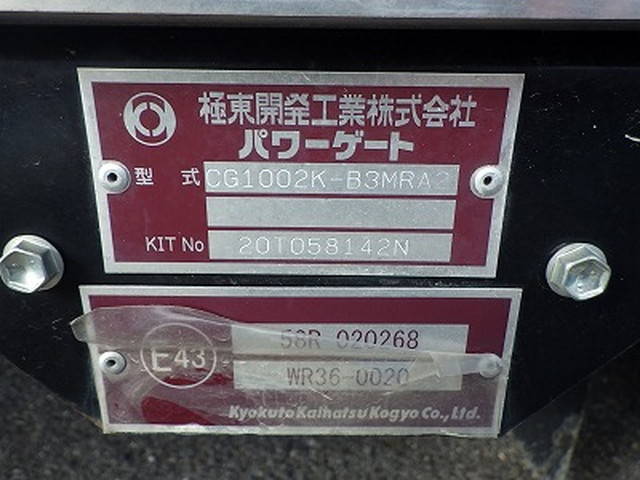 極東開発工業株式会社
パワーゲート
型 式 CG1002K-B3MRA2
KIT No 20T058142N
E43
58R 020268
WR36-0020
Kyokuto Kaihatsu Kogyo Co., Ltd.